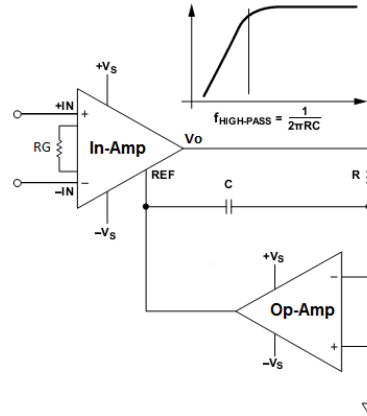 +VS
+IN
+
RG
In-Amp
Vo
–
–IN
REF
–VS
fHIGH-PASS = 1
2πRC
C
R
+VS
–
Op-Amp
+
–VS